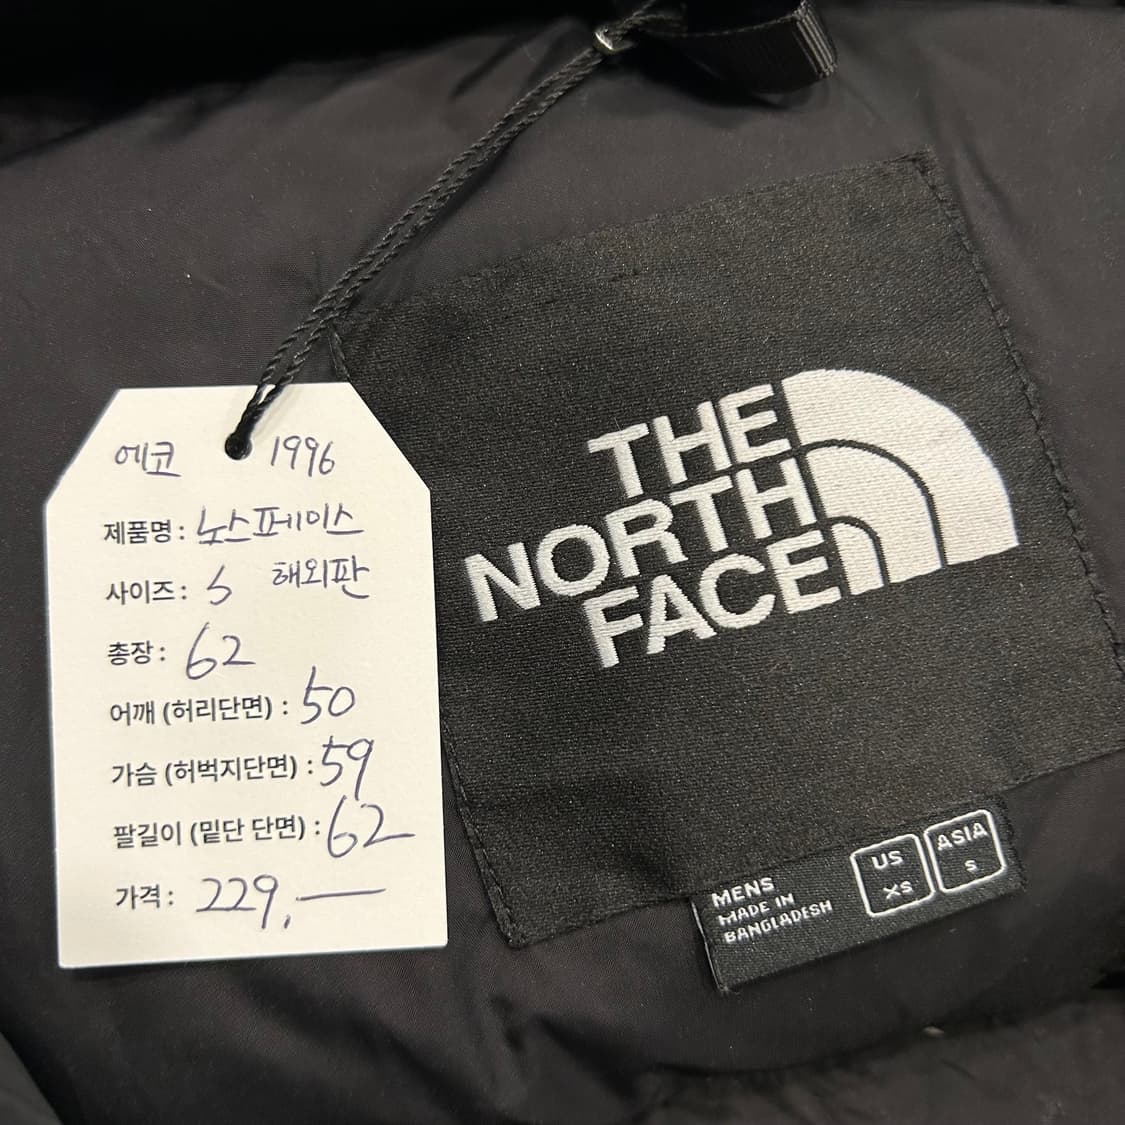 에코 1996
제품명 : 노스페이스
사이즈 : S 해외판
총장 : 62
어깨 (허리단면) : 50
가슴 (허벅지단면) : 59
팔길이 (밑단 단면) : 62
가격 : 229,—
THE
NORTH
FACE
MENS
MADE IN
BANGLADESH
US
XS
ASIA
S